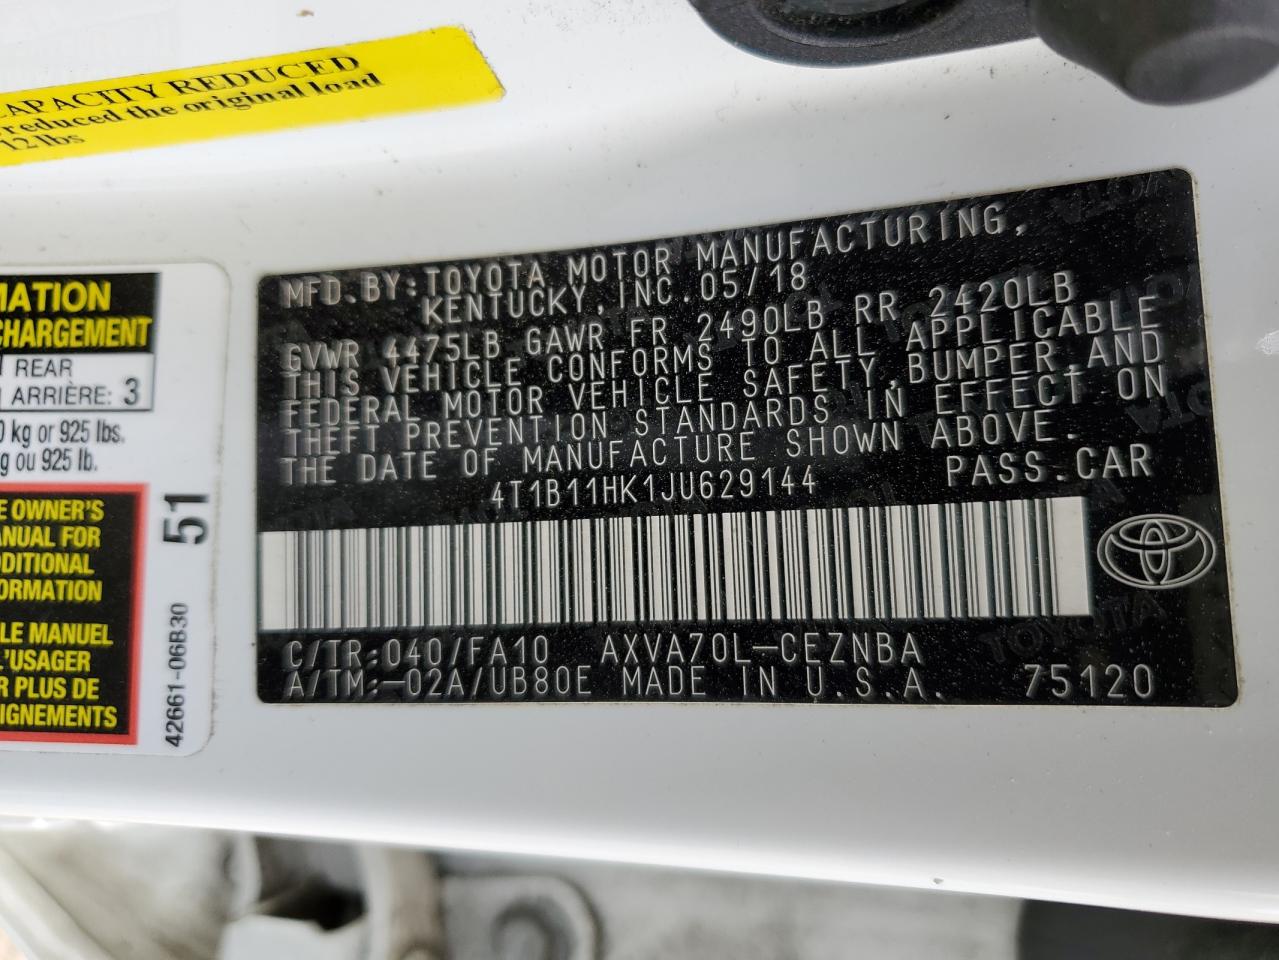 CAPACITY REDUCED
reduced the original load
12 lbs
MATION
CHARGEMENT
REAR
ARRIÈRE: 3
0 kg or 925 lbs.
g ou 925 lb.
OWNER'S
MANUAL FOR
ADDITIONAL
INFORMATION
LE MANUEL
L'USAGER
PLUS DE
IGNEMENTS
51
42661-06B30
MFD. BY: TOYOTA MOTOR MANUFACTURING,
KENTUCKY, INC. 05/18
GVWR 4475LB GAWR FR 2490LB RR 2420LB
THIS VEHICLE CONFORMS TO ALL APPLICABLE
FEDERAL MOTOR VEHICLE SAFETY, BUMPER, AND
THEFT PREVENTION STANDARDS IN EFFECT ON
THE DATE OF MANUFACTURE SHOWN ABOVE.
4T1B11HK1JU629144 PASS. CAR
C/TR: 040/FA10 AXVA70L-CEZNBA
A/TM: -02A/UB80E MADE IN U.S.A. 75120
TOYOTA